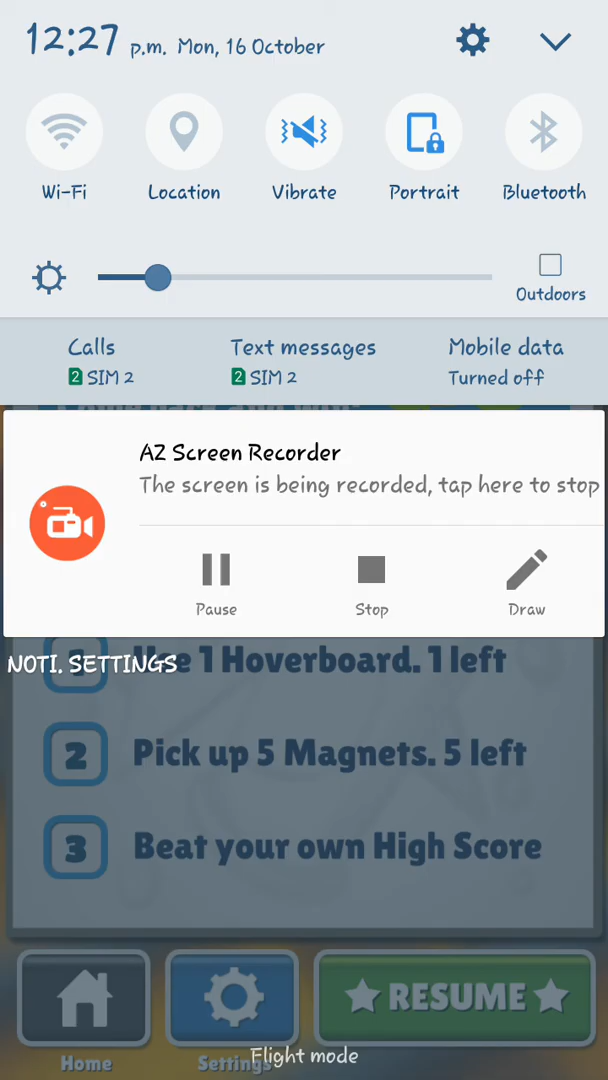 12:27 p.m. Mon, 16 October
Wi-Fi Location Vibrate Portrait Bluetooth
Outdoors
Calls Text messages Mobile data
2 SIM 2 2 SIM 2 Turned off
AZ Screen Recorder
The screen is being recorded, tap here to stop
Pause Stop Draw
NOTI. SETTINGS
1 Use 1 Hoverboard. 1 left
2 Pick up 5 Magnets. 5 left
3 Beat your own High Score
RESUME
Home Settings
Flight mode